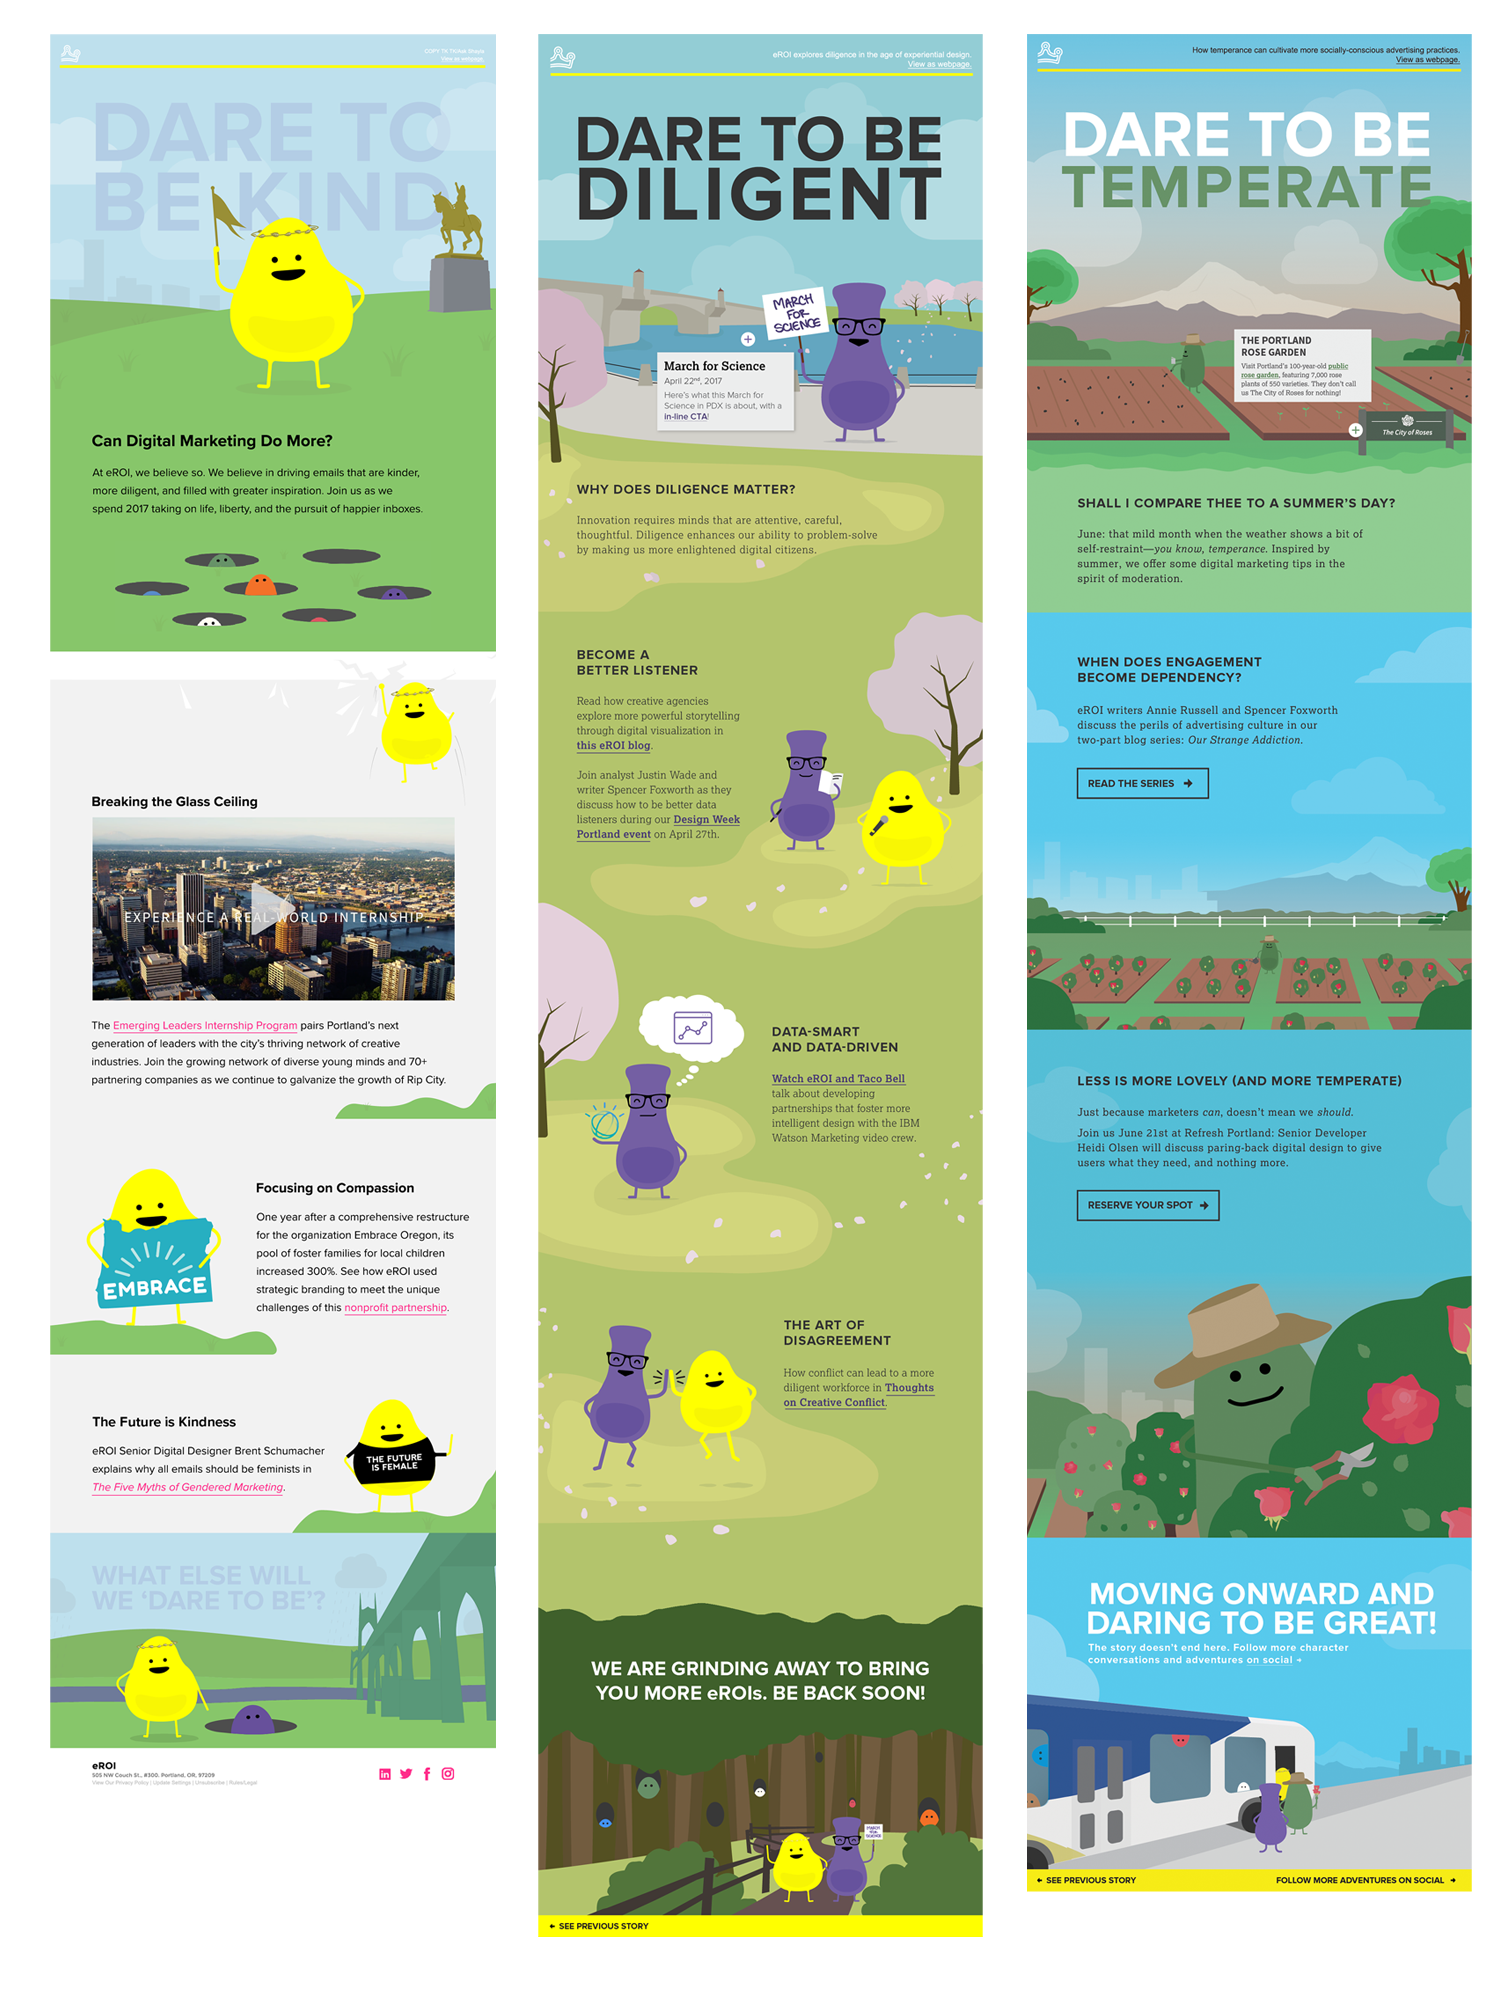 COPY TK TK/Ask Shayla
View as webpage.
DARE TO
BE KIND
Can Digital Marketing Do More?
At eROI, we believe so. We believe in driving emails that are kinder,
more diligent, and filled with greater inspiration. Join us as we
spend 2017 taking on life, liberty, and the pursuit of happier inboxes.
Breaking the Glass Ceiling
EXPERIENCE A REAL-WORLD INTERNSHIP
The Emerging Leaders Internship Program pairs Portland's next
generation of leaders with the city's thriving network of creative
industries. Join the growing network of diverse young minds and 70+
partnering companies as we continue to galvanize the growth of Rip City.
EMBRACE
Focusing on Compassion
One year after a comprehensive restructure
for the organization Embrace Oregon, its
pool of foster families for local children
increased 300%. See how eROI used
strategic branding to meet the unique
challenges of this nonprofit partnership.
The Future is Kindness
eROI Senior Digital Designer Brent Schumacher
explains why all emails should be feminists in
The Five Myths of Gendered Marketing.
THE FUTURE
IS FEMALE
WHAT ELSE WILL
WE 'DARE TO BE'?
eROI
505 NW Couch St., #300. Portland, OR, 97209
View Our Privacy Policy | Update Settings | Unsubscribe | Rules/Legal
eROI explores diligence in the age of experiential design.
View as webpage.
DARE TO BE
DILIGENT
MARCH
FOR
SCIENCE
March for Science
April 22nd, 2017
Here's what this March for
Science in PDX is about, with a
in-line CTA!
WHY DOES DILIGENCE MATTER?
Innovation requires minds that are attentive, careful,
thoughtful. Diligence enhances our ability to problem-solve
by making us more enlightened digital citizens.
BECOME A
BETTER LISTENER
Read how creative agencies
explore more powerful storytelling
through digital visualization in
this eROI blog.
Join analyst Justin Wade and
writer Spencer Foxworth as they
discuss how to be better data
listeners during our Design Week
Portland event on April 27th.
DATA-SMART
AND DATA-DRIVEN
Watch eROI and Taco Bell
talk about developing
partnerships that foster more
intelligent design with the IBM
Watson Marketing video crew.
THE ART OF
DISAGREEMENT
How conflict can lead to a more
diligent workforce in Thoughts
on Creative Conflict.
WE ARE GRINDING AWAY TO BRING
YOU MORE eROIs. BE BACK SOON!
MARCH
FOR
SCIENCE
← SEE PREVIOUS STORY
How temperance can cultivate more socially-conscious advertising practices.
View as webpage.
DARE TO BE
TEMPERATE
THE PORTLAND
ROSE GARDEN
Visit Portland's 100-year-old public
rose garden, featuring 7,000 rose
plants of 550 varieties. They don't call
us The City of Roses for nothing!
The City of Roses
SHALL I COMPARE THEE TO A SUMMER'S DAY?
June: that mild month when the weather shows a bit of
self-restraint—you know, temperance. Inspired by
summer, we offer some digital marketing tips in the
spirit of moderation.
WHEN DOES ENGAGEMENT
BECOME DEPENDENCY?
eROI writers Annie Russell and Spencer Foxworth
discuss the perils of advertising culture in our
two-part blog series: Our Strange Addiction.
READ THE SERIES →
LESS IS MORE LOVELY (AND MORE TEMPERATE)
Just because marketers can, doesn't mean we should.
Join us June 21st at Refresh Portland: Senior Developer
Heidi Olsen will discuss paring-back digital design to give
users what they need, and nothing more.
RESERVE YOUR SPOT →
MOVING ONWARD AND
DARING TO BE GREAT!
The story doesn't end here. Follow more character
conversations and adventures on social →
← SEE PREVIOUS STORY
FOLLOW MORE ADVENTURES ON SOCIAL →